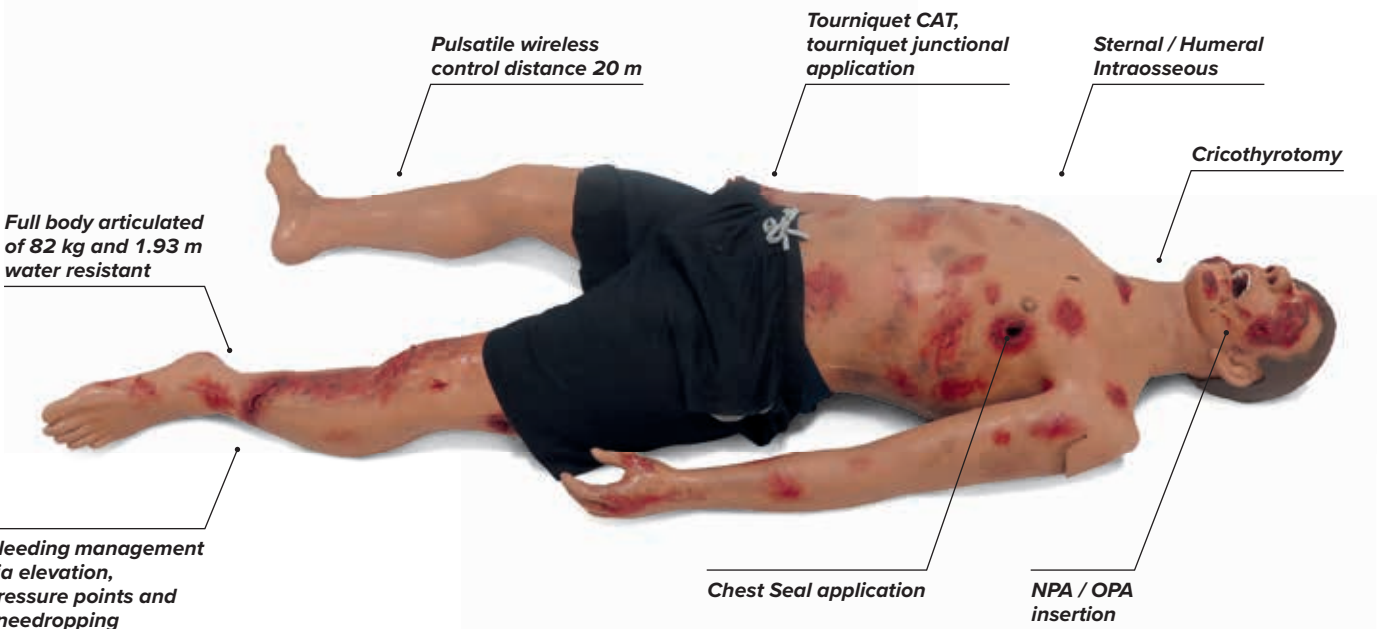 Pulsatile wireless
control distance 20 m
Tourniquet CAT,
tourniquet junctional
application
Sternal / Humeral
Intraosseous
Cricothyrotomy
Full body articulated
of 82 kg and 1.93 m
water resistant
leeding management
ia elevation,
ressure points and
needropping
Chest Seal application
NPA / OPA
insertion